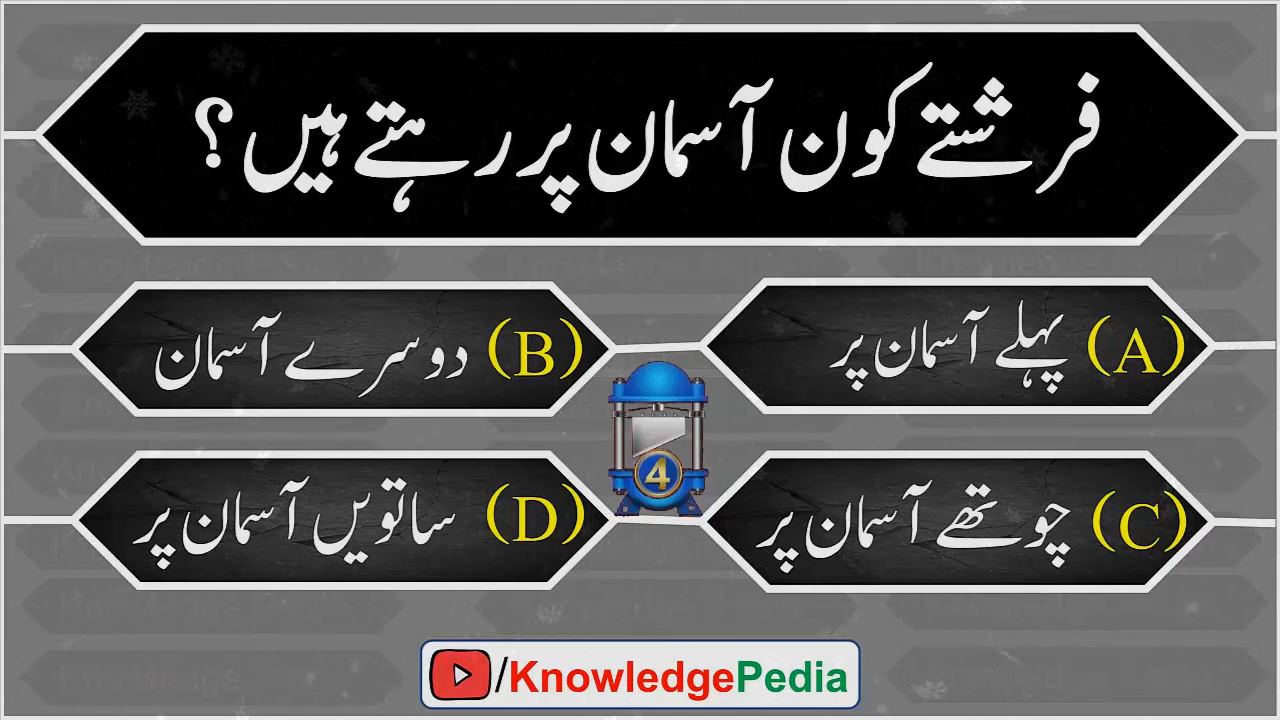 فرشتے کون آسمان پر رہتے ہیں؟
(A) پہلے آسمان پر
(B) دوسرے آسمان
(C) چوتھے آسمان پر
(D) ساتویں آسمان پر
4
/KnowledgePedia